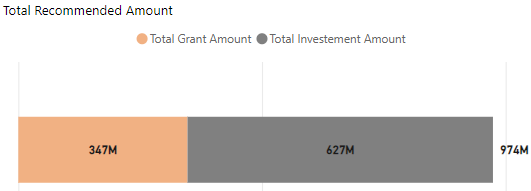 Total Recommended Amount
Total Grant Amount Total Investement Amount
347M 627M 974M